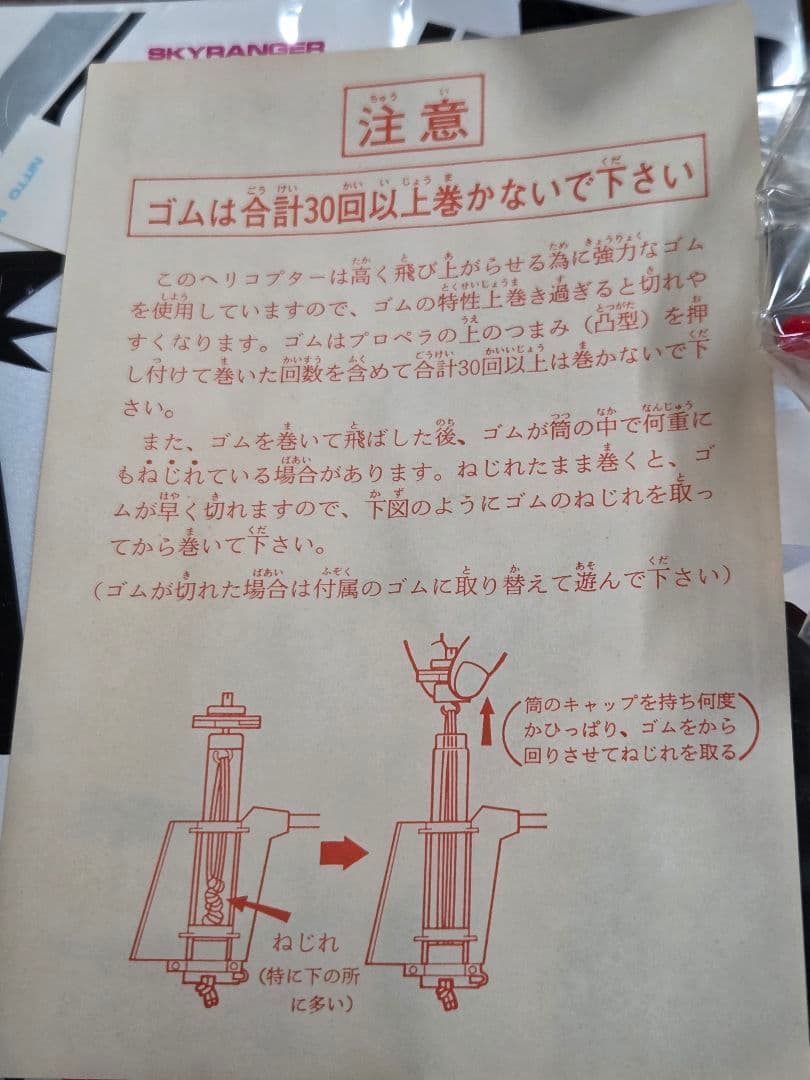 SKYRANGER
NITTO
注意
ゴムは合計30回以上巻かないで下さい
このヘリコプターは高く飛び上がらせる為に強力なゴム
を使用していますので、ゴムの特性上巻き過ぎると切れや
すくなります。ゴムはプロペラの上のつまみ（凸型）を押
し付けて巻いた回数を含めて合計30回以上は巻かないで下
さい。
また、ゴムを巻いて飛ばした後、ゴムが筒の中で何重に
もねじれている場合があります。ねじれたまま巻くと、ゴ
ムが早く切れますので、下図のようにゴムのねじれを取っ
てから巻いて下さい。
（ゴムが切れた場合は付属のゴムに取り替えて遊んで下さい）
筒のキャップを持ち何度
かひっぱり、ゴムをから
回りさせてねじれを取る
ねじれ
（特に下の所
に多い）